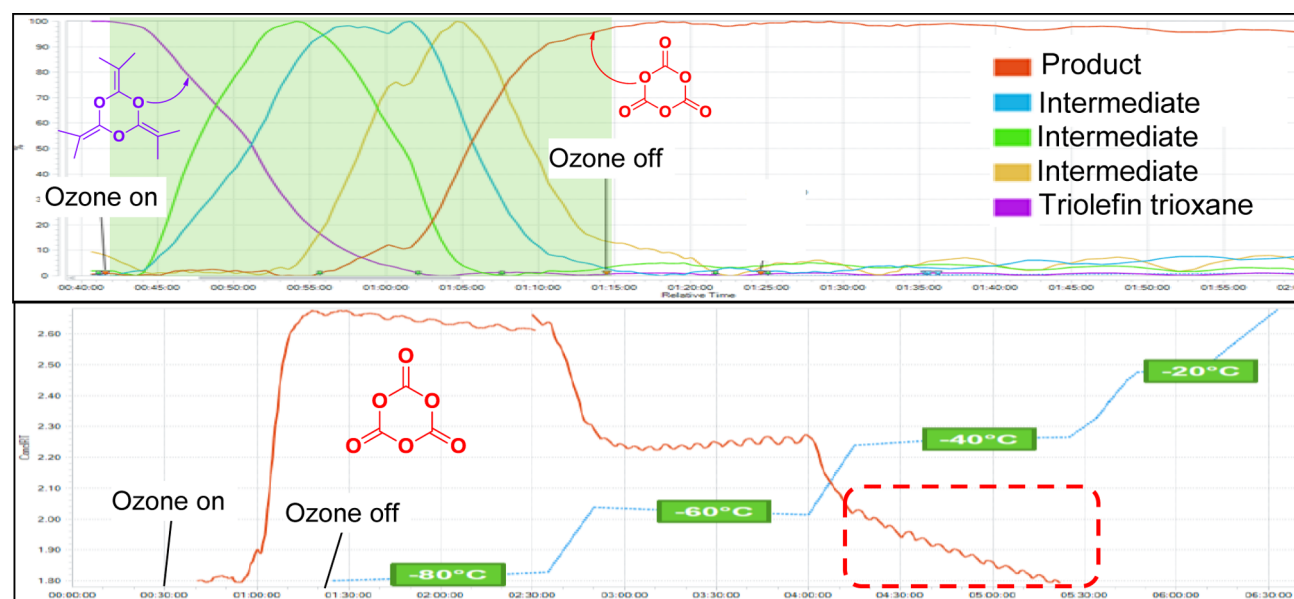 100
90
80
70
60
50
40
30
20
10
0
%
Ozone on
Ozone off
O
O
O
O
O
O
O
O
O
Product
Intermediate
Intermediate
Intermediate
Triolefin trioxane
00:40:00 00:45:00 00:50:00 00:55:00 01:00:00 01:05:00 01:10:00 01:15:00 01:20:00 01:25:00 01:30:00 01:35:00 01:40:00 01:45:00 01:50:00 01:55:00
Relative Time
2.60
2.50
2.40
2.30
2.20
2.10
2.00
1.90
1.80
O
O
O
O
O
O
Ozone on
Ozone off
-80°C
-60°C
-40°C
-20°C
00:00:00 00:30:00 01:00:00 01:30:00 02:00:00 02:30:00 03:00:00 03:30:00 04:00:00 04:30:00 05:00:00 05:30:00 06:00:00 06:30:00